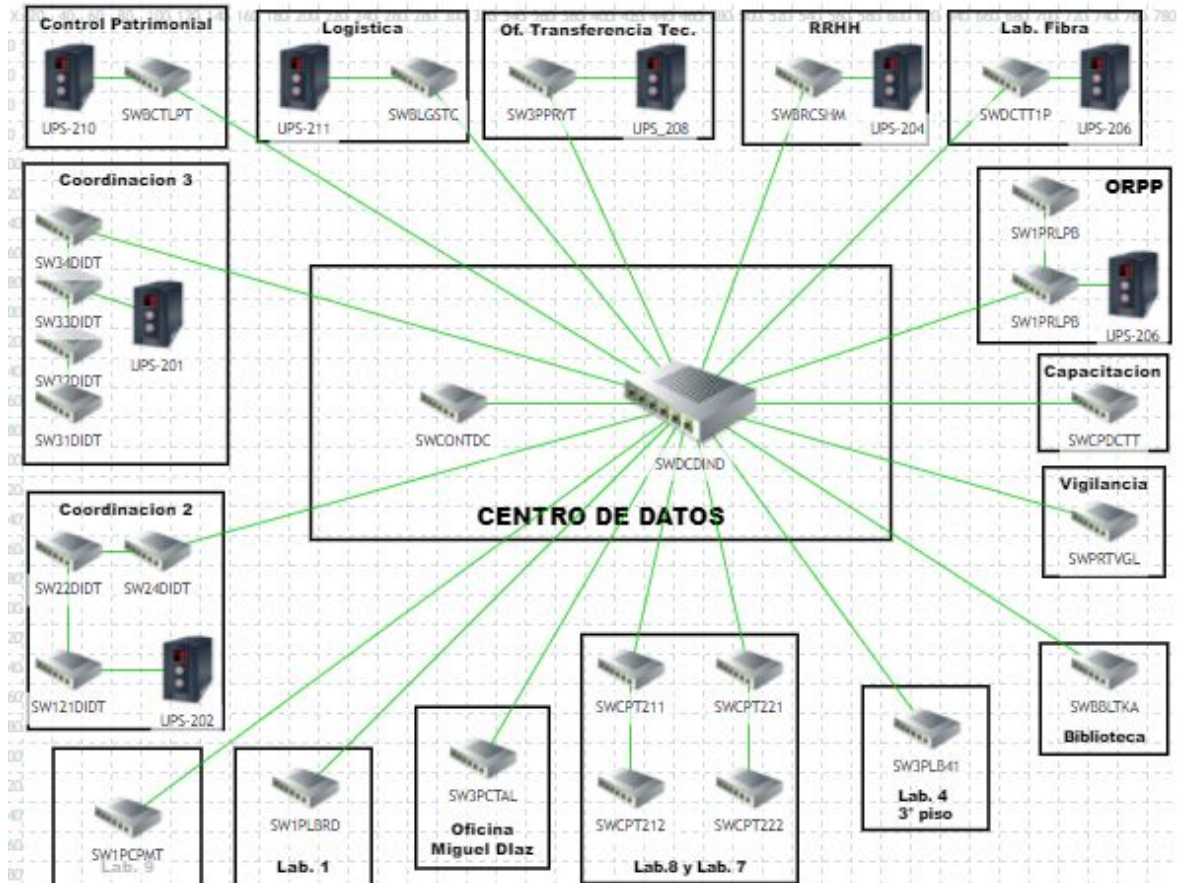 Control Patrimonial
UPS-210
SWBCTLPT
Logistica
UPS-211
SWBLGSTC
Of. Transferencia Tec.
SW3PPRYT
UPS_208
RRHH
SWBRCSHM
UPS-204
Lab. Fibra
SWDCTT1P
UPS-206
Coordinacion 3
SW34DIDT
SW33DIDT
SW32DIDT
SW31DIDT
UPS-201
ORPP
SW1PRLPB
SW1PRLPB
UPS-206
SWCONTDC
SWDCDIND
CENTRO DE DATOS
Capacitacion
SWCPDCTT
Vigilancia
SWPRTVGL
Coordinacion 2
SW22DIDT
SW24DIDT
SW121DIDT
UPS-202
SWBBLTKA
Biblioteca
SW1PCPMT
Lab. 9
SW1PLBRD
Lab. 1
SW3PCTAL
Oficina
Miguel DIaz
SWCPT211
SWCPT221
SWCPT212
SWCPT222
Lab.8 y Lab. 7
SW3PLB41
Lab. 4
3° piso